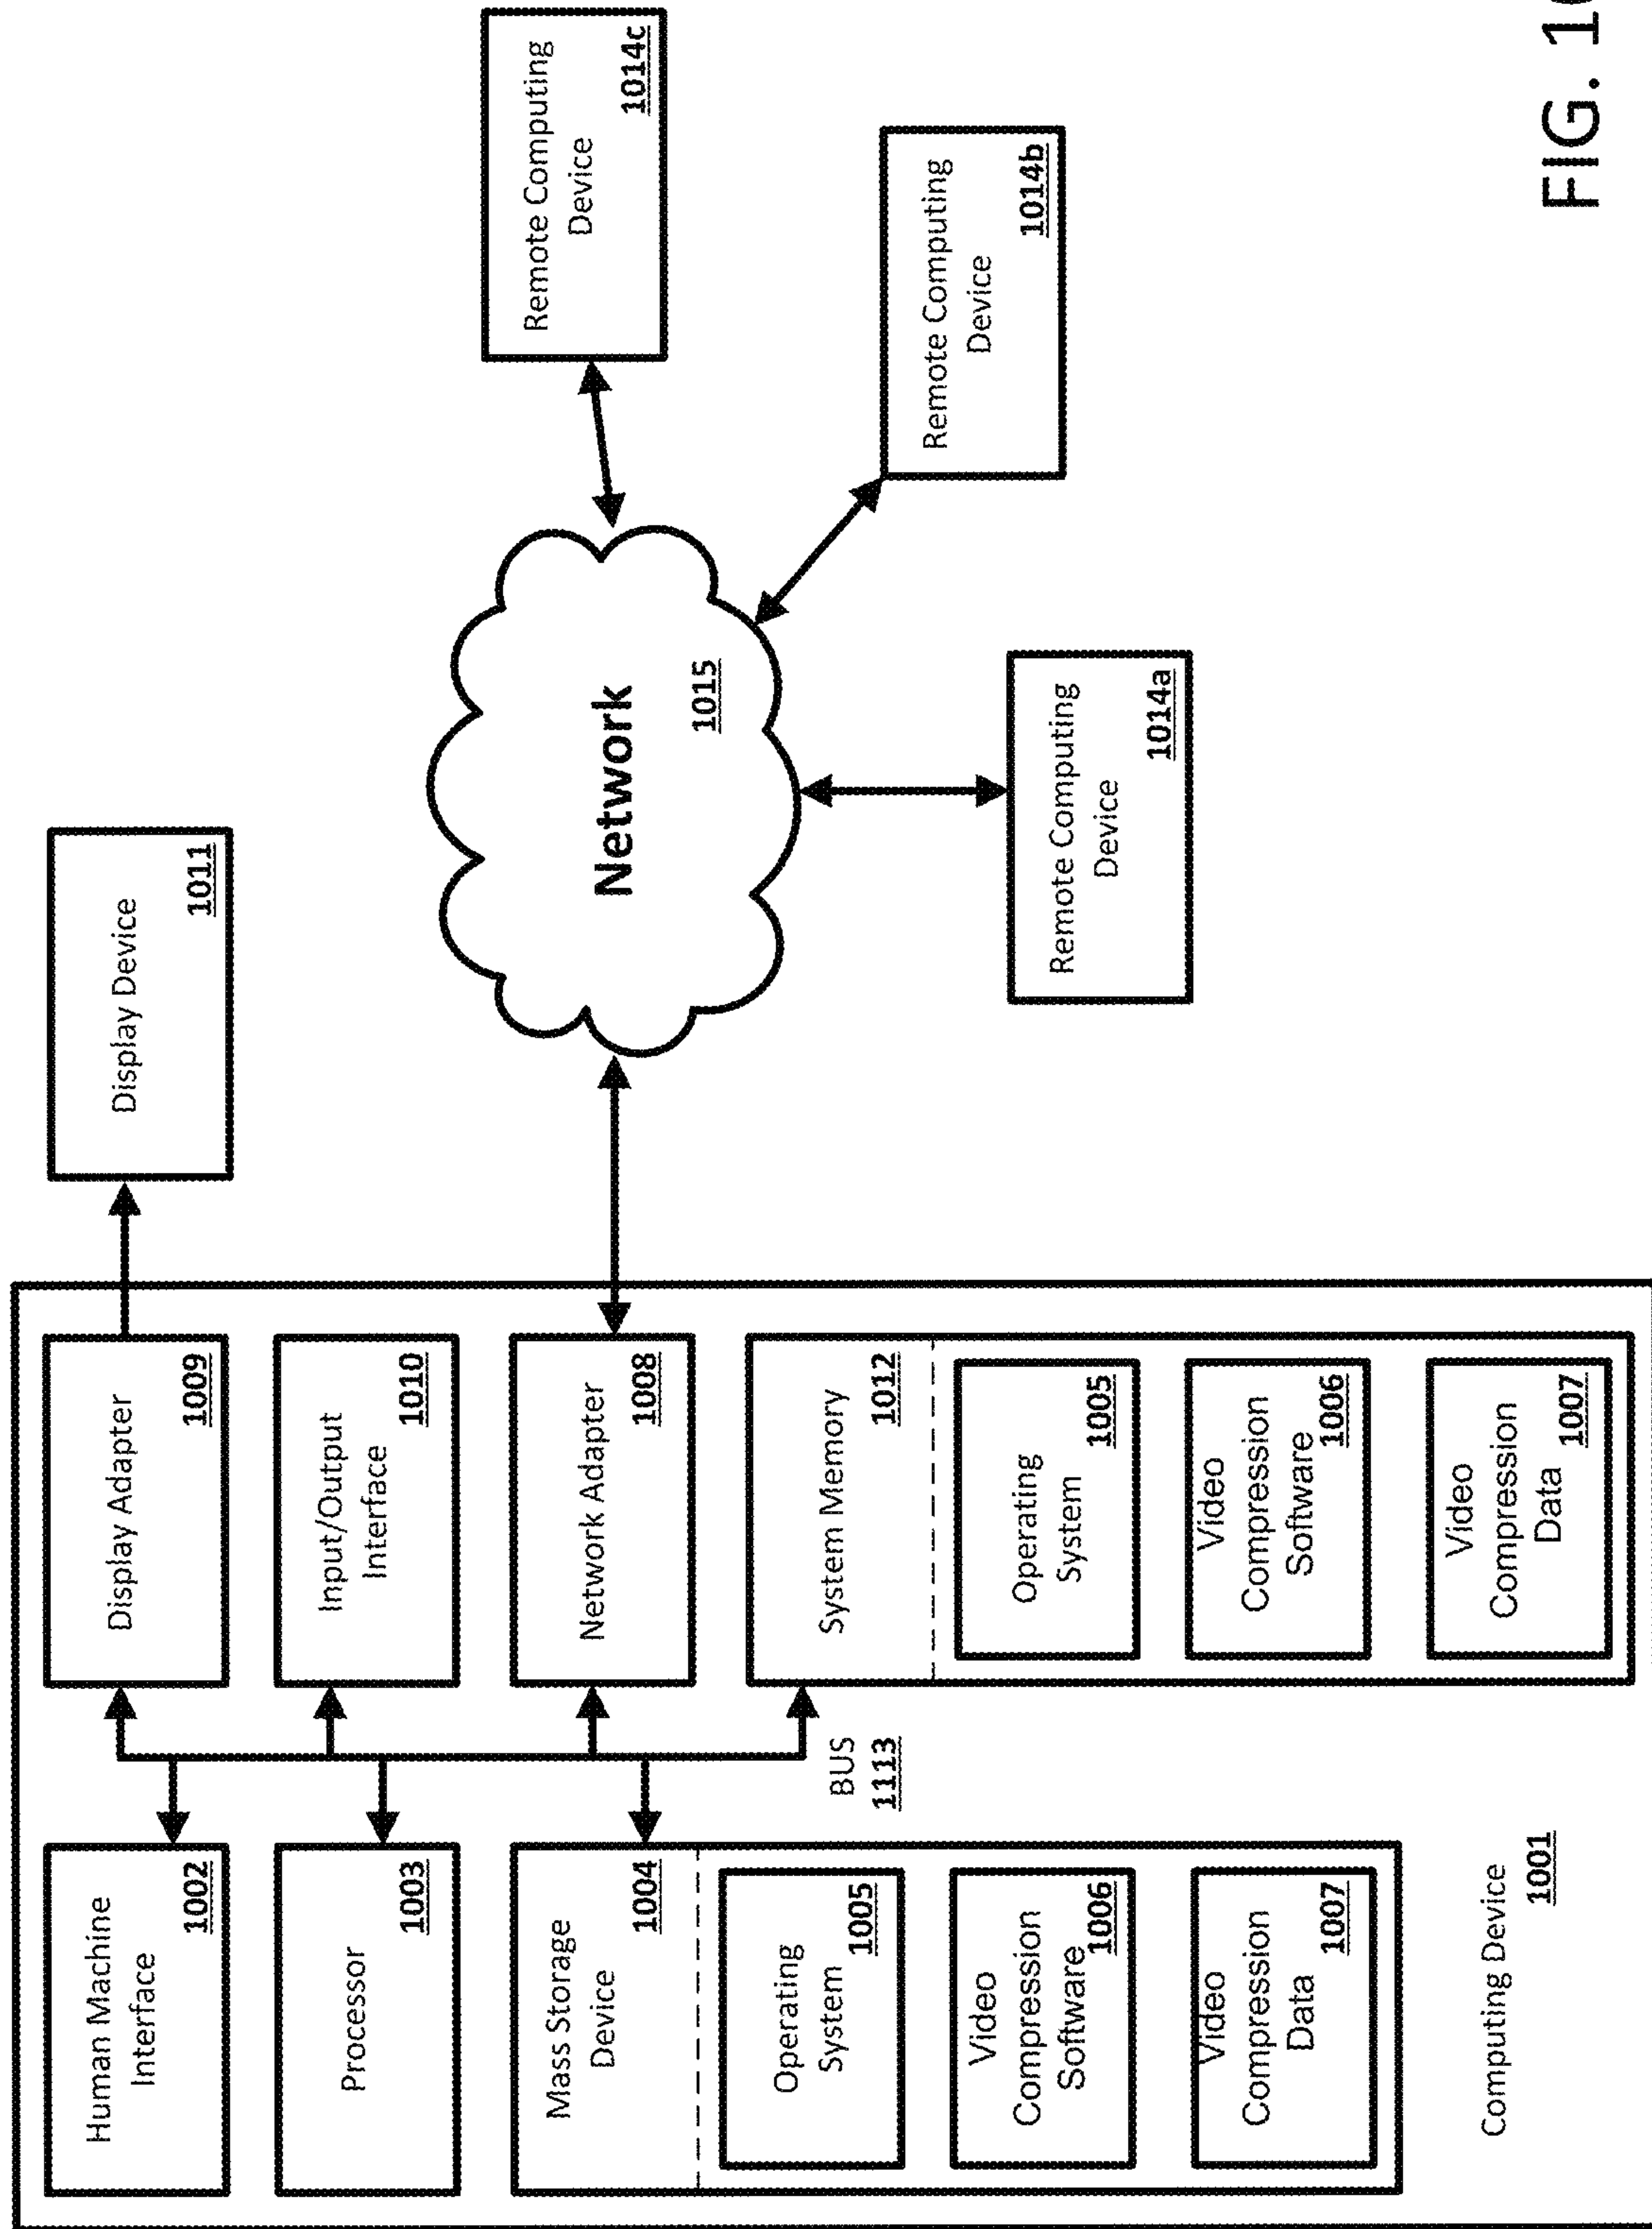 Human Machine
Interface
1002
Processor
1003
Mass Storage
Device
1004
Operating
System
1005
Video
Compression
Software
1006
Video
Compression
Data
1007
Computing Device
1001
BUS
1113
Display Adapter
1009
Input/Output
Interface
1010
Network Adapter
1008
System Memory
1012
Operating
System
1005
Video
Compression
Software
1006
Video
Compression
Data
1007
Display Device
1011
Network
1015
Remote Computing
Device
1014a
Remote Computing
Device
1014b
Remote Computing
Device
1014c
FIG. 10